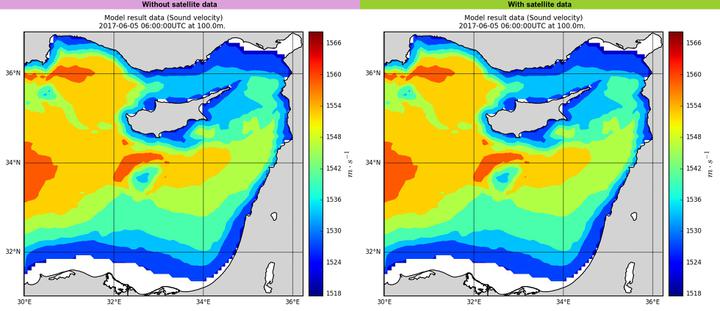 Without satellite data
With satellite data
Model result data (Sound velocity)
2017-06-05 06:00:00UTC at 100.0m.
Model result data (Sound velocity)
2017-06-05 06:00:00UTC at 100.0m.
36°N
34°N
32°N
30°E 32°E 34°E 36°E
1566
1560
1554
1548
1542
1536
1530
1524
1518
m · s⁻¹
36°N
34°N
32°N
30°E 32°E 34°E 36°E
1566
1560
1554
1548
1542
1536
1530
1524
1518
m · s⁻¹